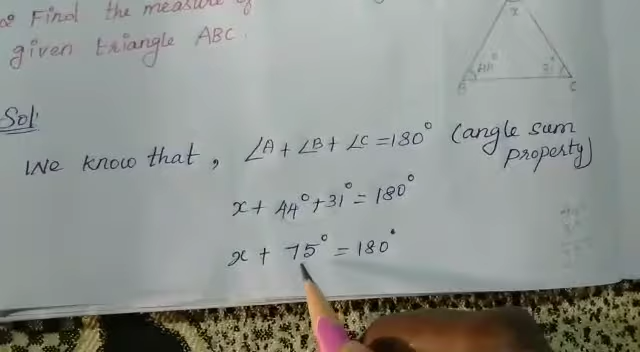 Find the measure of
given triangle ABC.
x
44°
31°
B
C
Sol:
We know that, ∠A + ∠B + ∠C = 180° (angle sum property)
x + 44° + 31° = 180°
x + 75° = 180°